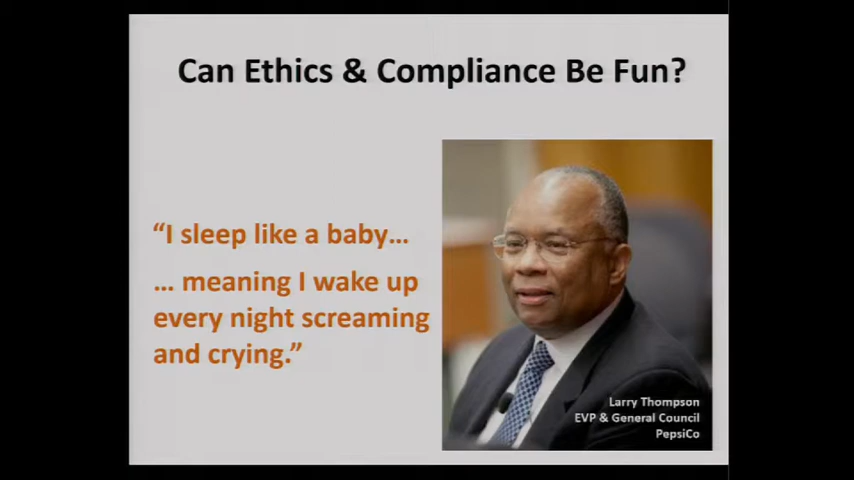 Can Ethics & Compliance Be Fun?
“I sleep like a baby…
… meaning I wake up
every night screaming
and crying.”
Larry Thompson
EVP & General Council
PepsiCo